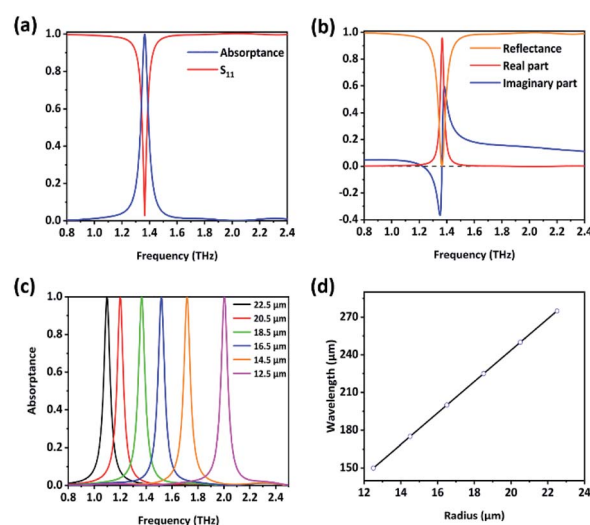 (a)
1.0
0.8
0.6
0.4
0.2
0.0
Absorptance
S11
0.8 1.0 1.2 1.4 1.6 1.8 2.0 2.2 2.4
Frequency (THz)
(b)
1.0
0.8
0.6
0.4
0.2
0.0
-0.2
-0.4
Reflectance
Real part
Imaginary part
0.8 1.0 1.2 1.4 1.6 1.8 2.0 2.2 2.4
Frequency (THz)
(c)
Absorptance
1.0
0.8
0.6
0.4
0.2
0.0
22.5 μm
20.5 μm
18.5 μm
16.5 μm
14.5 μm
12.5 μm
0.8 1.0 1.2 1.4 1.6 1.8 2.0 2.2 2.4
Frequency (THz)
(d)
Wavelength (μm)
270
240
210
180
150
12 14 16 18 20 22 24
Radius (μm)